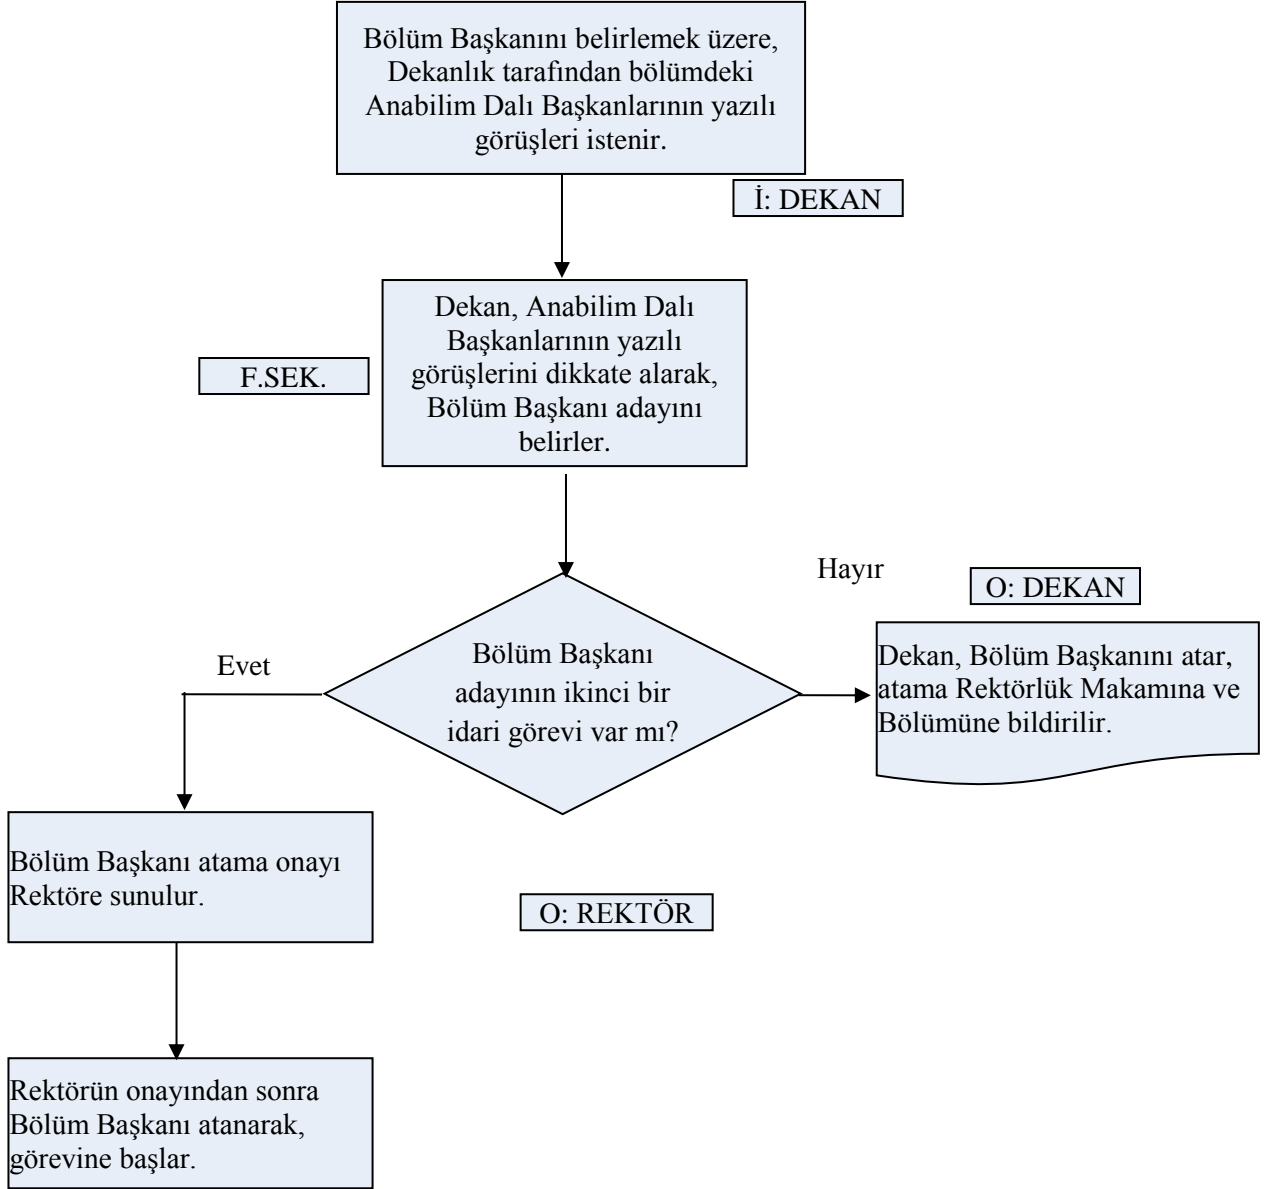 Bölüm Başkanını belirlemek üzere,
Dekanlık tarafından bölümdeki
Anabilim Dalı Başkanlarının yazılı
görüşleri istenir.
İ: DEKAN
Dekan, Anabilim Dalı
Başkanlarının yazılı
görüşlerini dikkate alarak,
Bölüm Başkanı adayını
belirler.
F.SEK.
Hayır
O: DEKAN
Bölüm Başkanı
adayının ikinci bir
idari görevi var mı?
Evet
Dekan, Bölüm Başkanını atar,
atama Rektörlük Makamına ve
Bölümüne bildirilir.
Bölüm Başkanı atama onayı
Rektöre sunulur.
O: REKTÖR
Rektörün onayından sonra
Bölüm Başkanı atanarak,
görevine başlar.